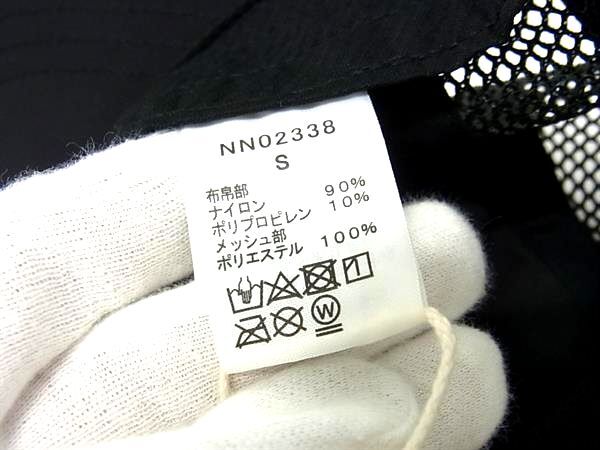 NN02338
S
布帛部
ナイロン 90%
ポリプロピレン 10%
メッシュ部
ポリエステル 100%
W